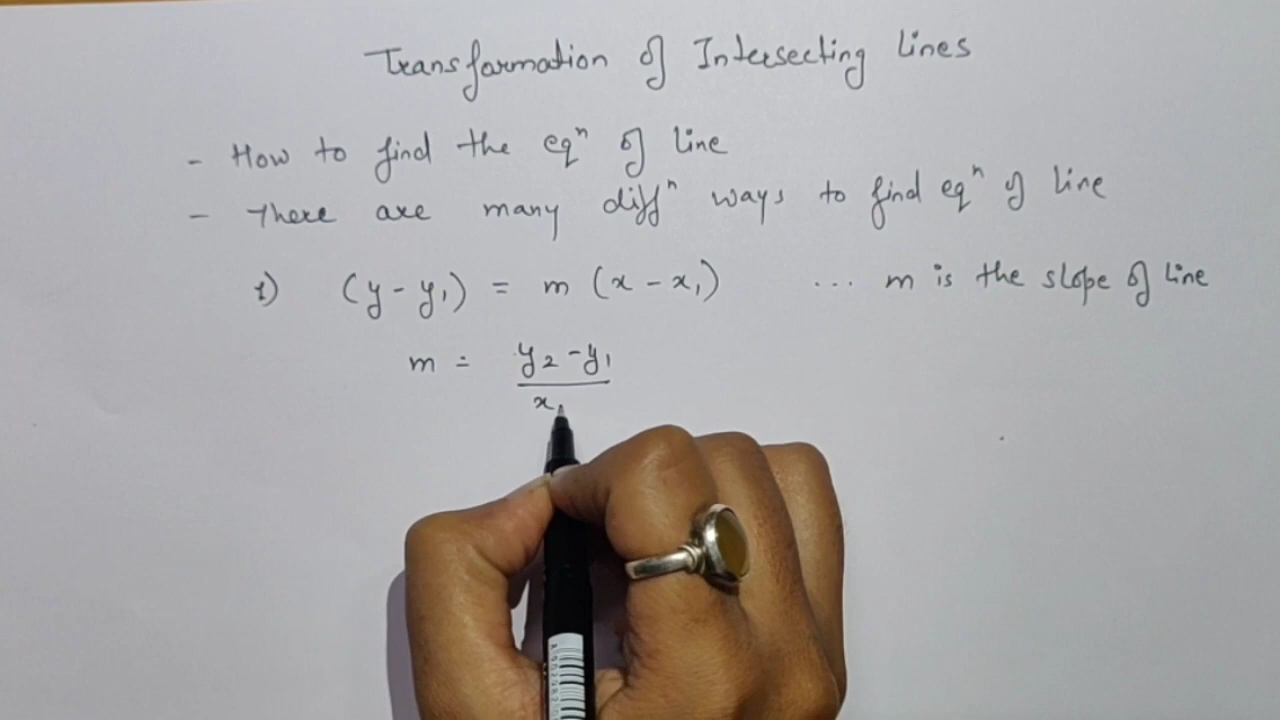 Transformation of Intersecting Lines
- How to find the eqⁿ of line
- There are many diffⁿ ways to find eqⁿ of line
1) (y - y₁) = m (x - x₁) ... m is the slope of line
m = y₂ - y₁
x